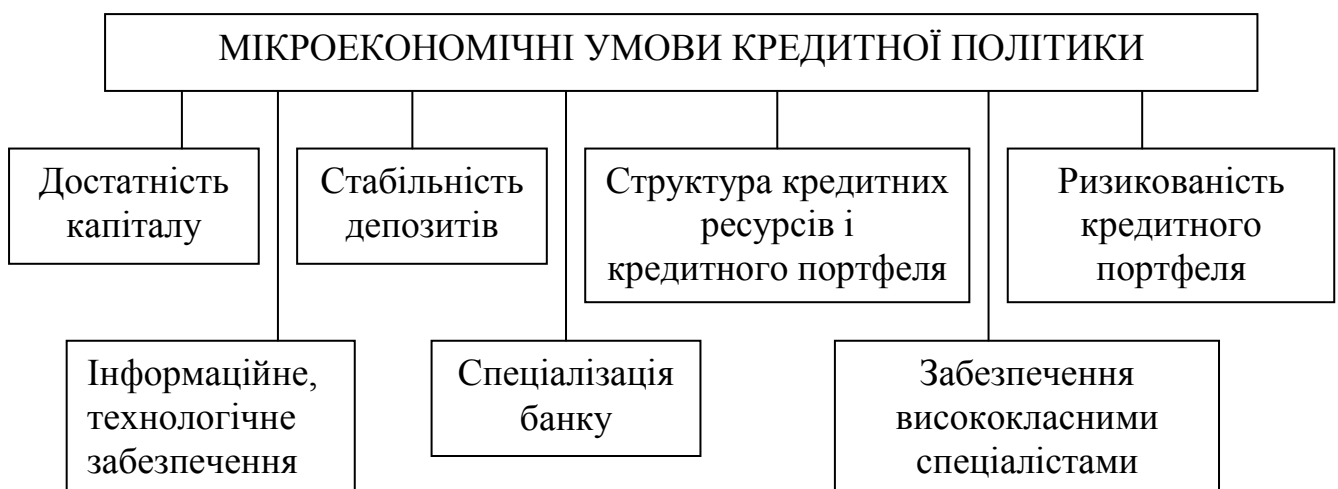 МІКРОЕКОНОМІЧНІ УМОВИ КРЕДИТНОЇ ПОЛІТИКИ
Достатність
капіталу
Стабільність
депозитів
Структура кредитних
ресурсів і
кредитного портфеля
Ризикованість
кредитного
портфеля
Інформаційне,
технологічне
забезпечення
Спеціалізація
банку
Забезпечення
висококласними
спеціалістами